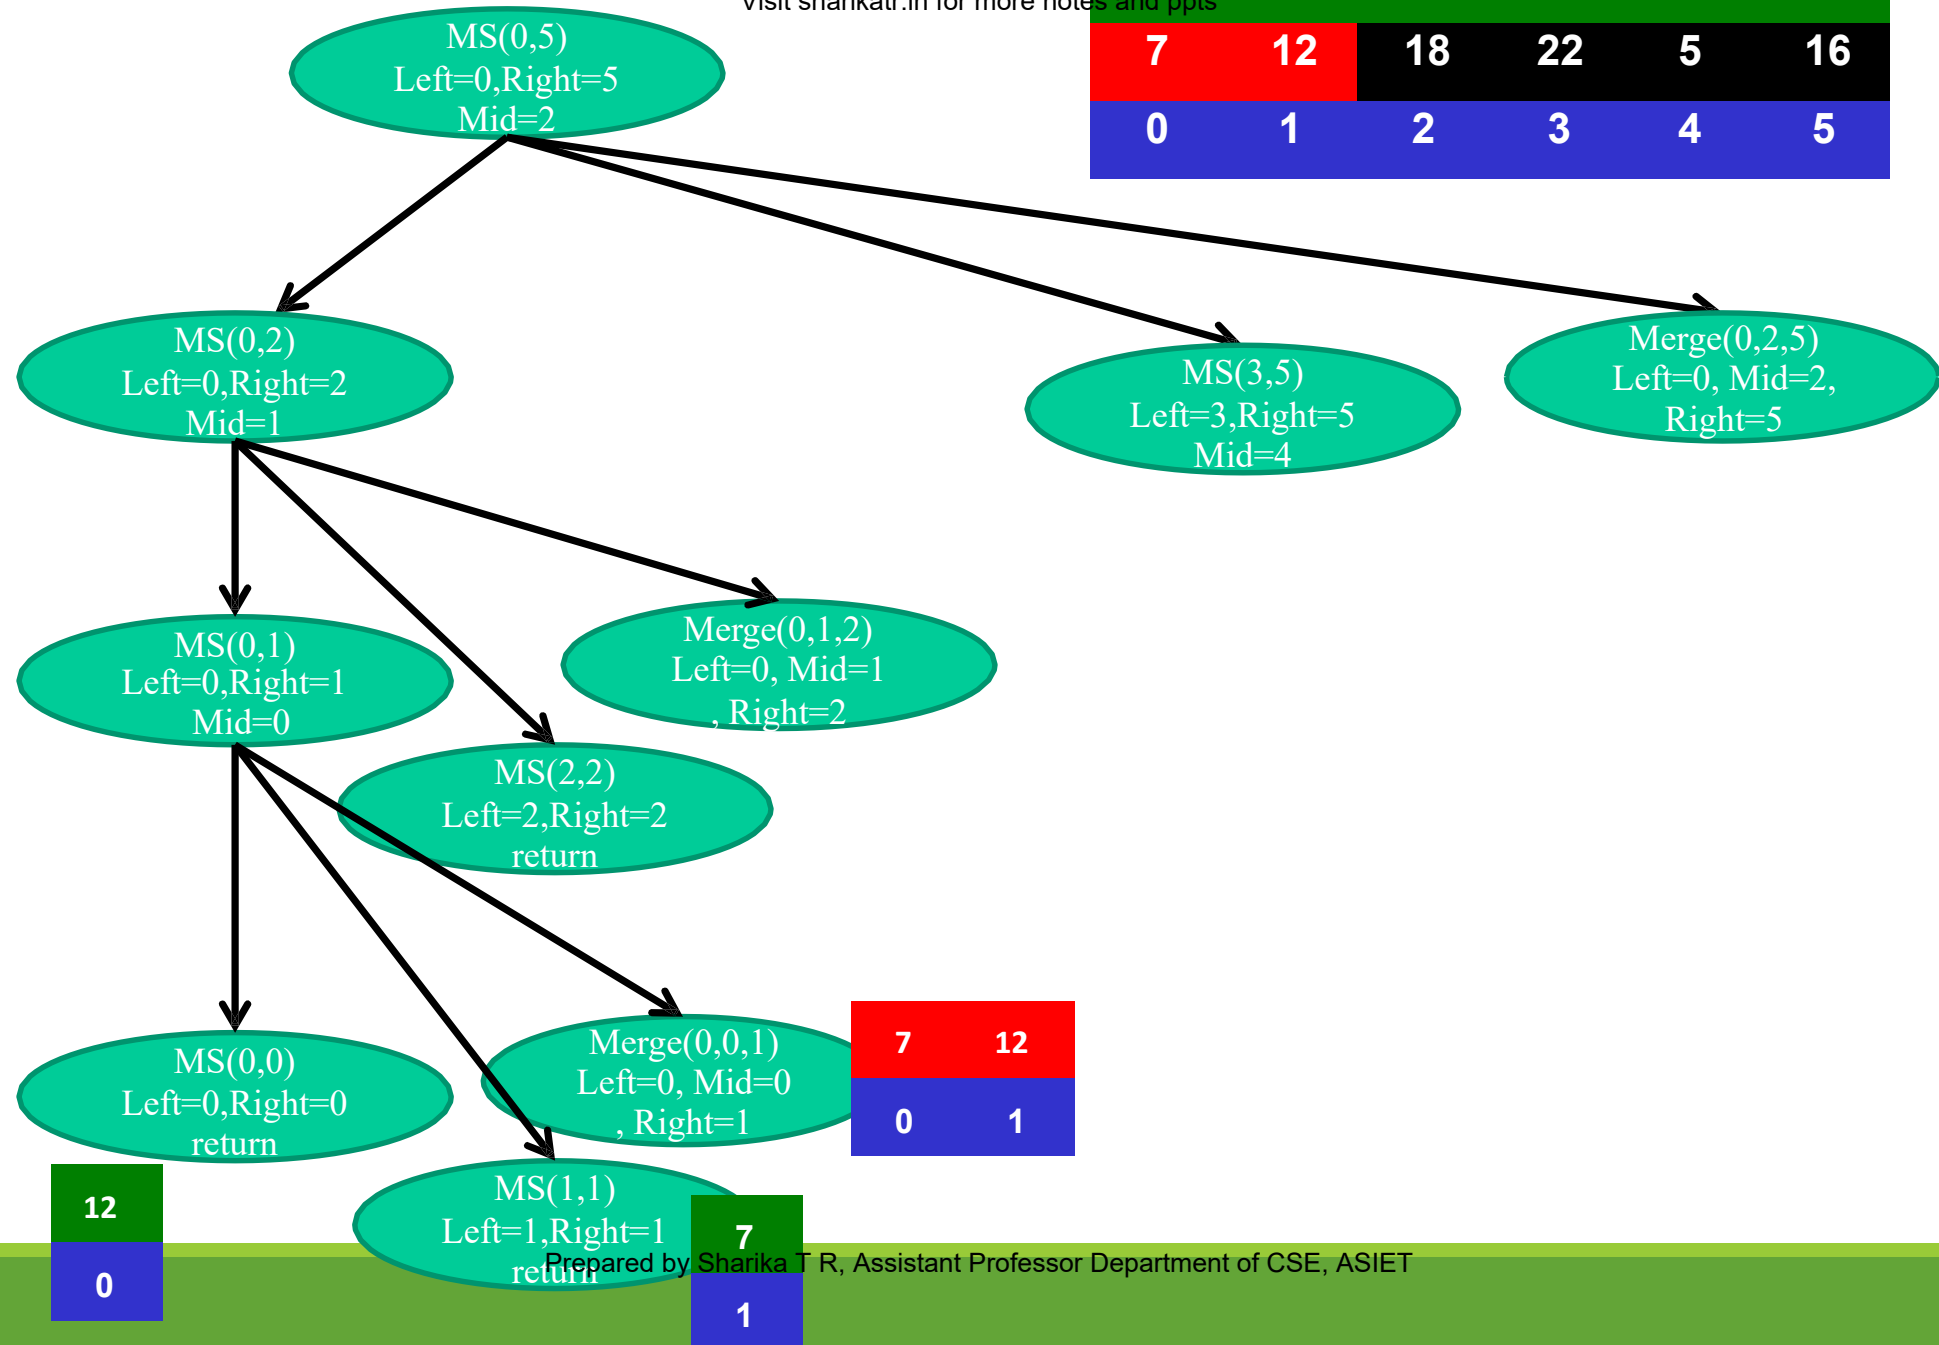 Visit sharikatr.in for more notes and ppts
MS(0,5)
Left=0,Right=5
Mid=2
7 12 18 22 5 16
0 1 2 3 4 5
MS(0,2)
Left=0,Right=2
Mid=1
MS(3,5)
Left=3,Right=5
Mid=4
Merge(0,2,5)
Left=0, Mid=2,
Right=5
MS(0,1)
Left=0,Right=1
Mid=0
Merge(0,1,2)
Left=0, Mid=1
, Right=2
MS(2,2)
Left=2,Right=2
return
MS(0,0)
Left=0,Right=0
return
Merge(0,0,1)
Left=0, Mid=0
, Right=1
7 12
0 1
12
0
MS(1,1)
Left=1,Right=1
return
7
1
Prepared by Sharika T R, Assistant Professor Department of CSE, ASIET